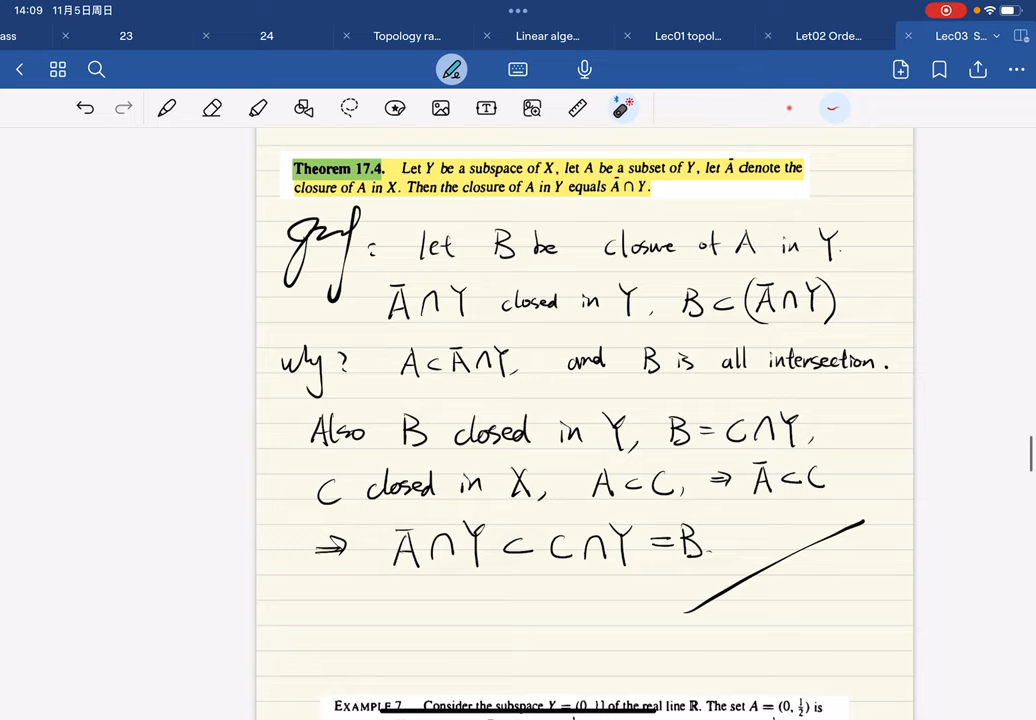 14:09 11月5日周日
ass 23 24 Topology ra... Linear alge... Lec01 topol... Let02 Orde... Lec03 S...
Theorem 17.4. Let Y be a subspace of X, let A be a subset of Y, let Ā denote the
closure of A in X. Then the closure of A in Y equals Ā ∩ Y.
proof: let B be closure of A in Y.
Ā ∩ Y closed in Y, B ⊂ (Ā ∩ Y)
why? A ⊂ Ā ∩ Y, and B is all intersection.
Also B closed in Y, B = C ∩ Y,
C closed in X, A ⊂ C, ⇒ Ā ⊂ C
⇒ Ā ∩ Y ⊂ C ∩ Y = B.
EXAMPLE 7. Consider the subspace Y = (0, 1] of the real line R. The set A = (0, 1/2) is